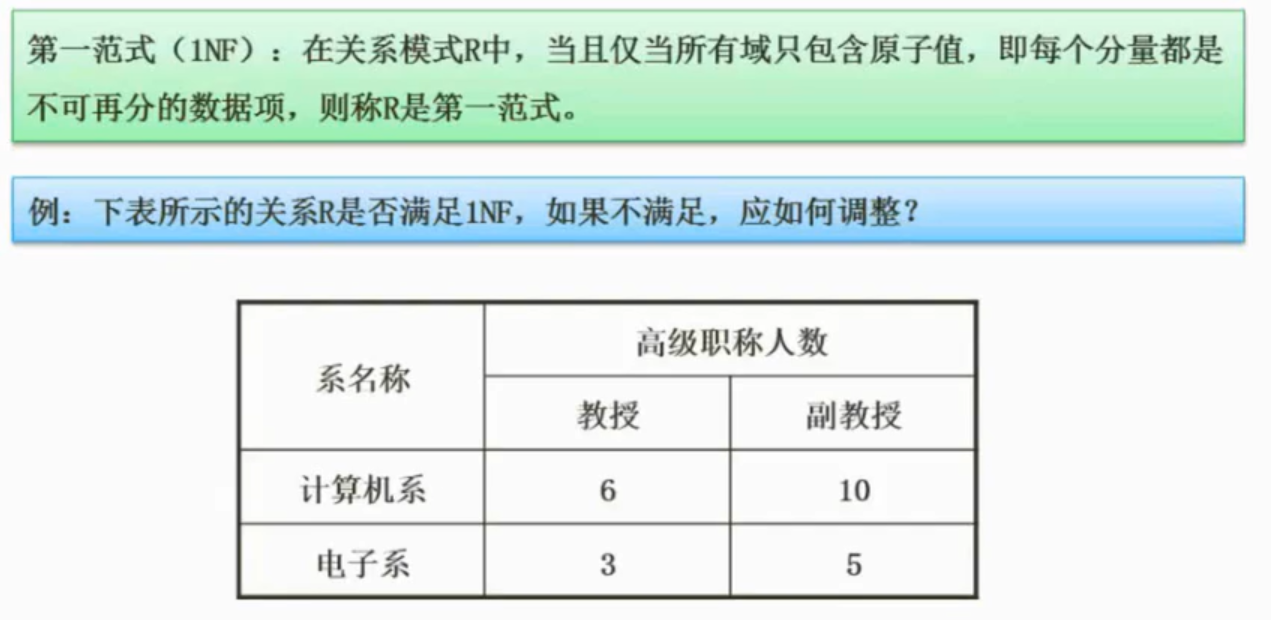 第一范式（1NF）：在关系模式R中，当且仅当所有域只包含原子值，即每个分量都是
不可再分的数据项，则称R是第一范式。
例：下表所示的关系R是否满足1NF，如果不满足，应如何调整？
系名称
高级职称人数
教授
副教授
计算机系
6
10
电子系
3
5